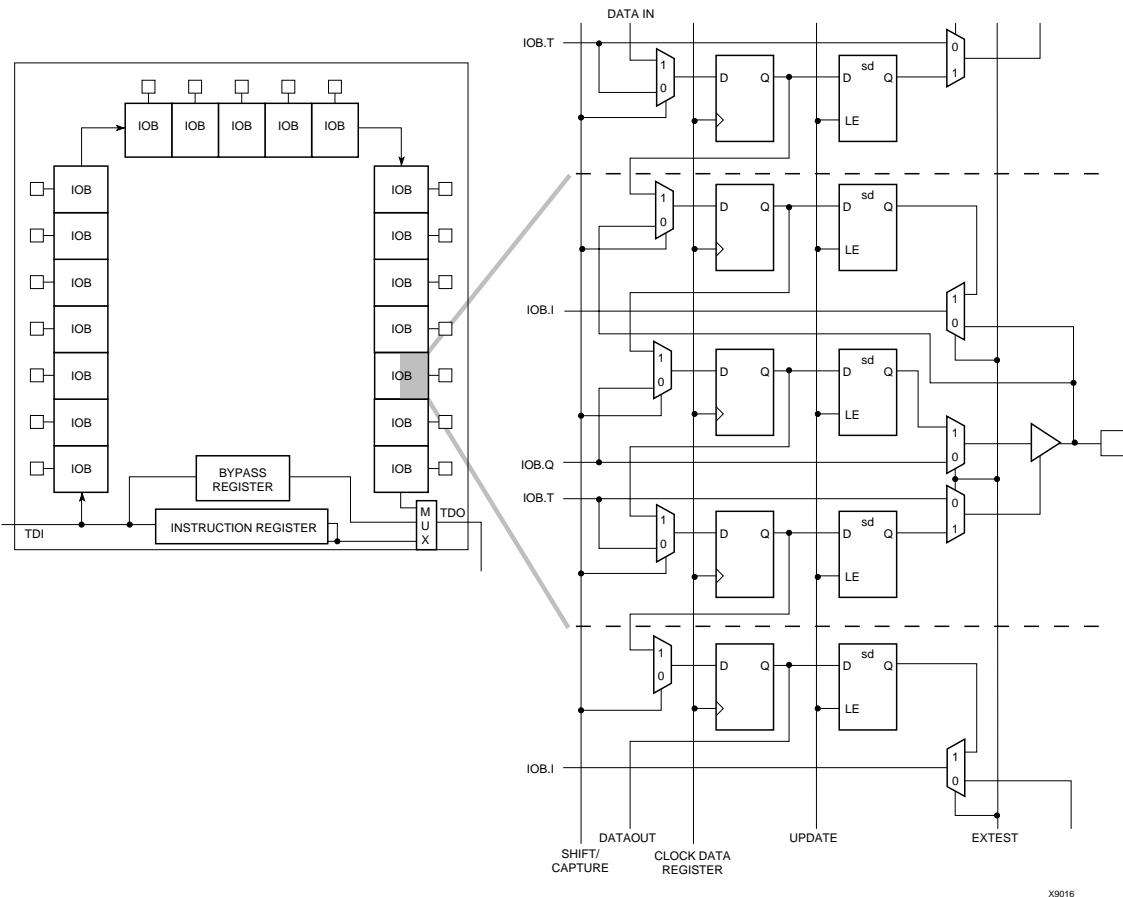 DATA IN
IOB.T
1
0
D Q
sd
D Q
LE
0
1
IOB IOB IOB IOB IOB
IOB
IOB
IOB
IOB
IOB
IOB
IOB
IOB
IOB
IOB
IOB
IOB
IOB
IOB
BYPASS
REGISTER
INSTRUCTION REGISTER
TDI
M
U
X
TDO
1
0
D Q
sd
D Q
LE
IOB.I
1
0
1
0
D Q
sd
D Q
LE
1
0
IOB.Q
IOB.T
0
1
1
0
D Q
sd
D Q
LE
1
0
D Q
sd
D Q
LE
IOB.I
1
0
SHIFT/
CAPTURE
DATAOUT
CLOCK DATA
REGISTER
UPDATE
EXTEST
X9016